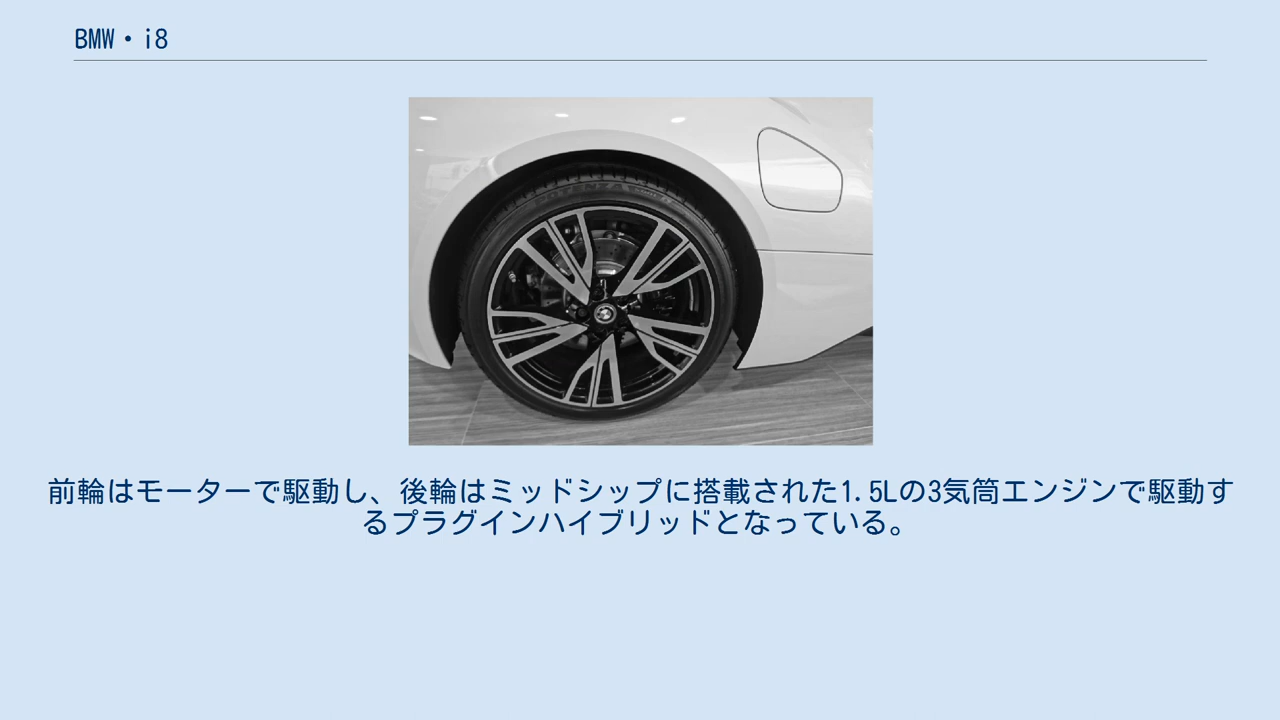 BMW・i8
POTENZA
前輪はモーターで駆動し、後輪はミッドシップに搭載された1.5Lの3気筒エンジンで駆動す
るプラグインハイブリッドとなっている。